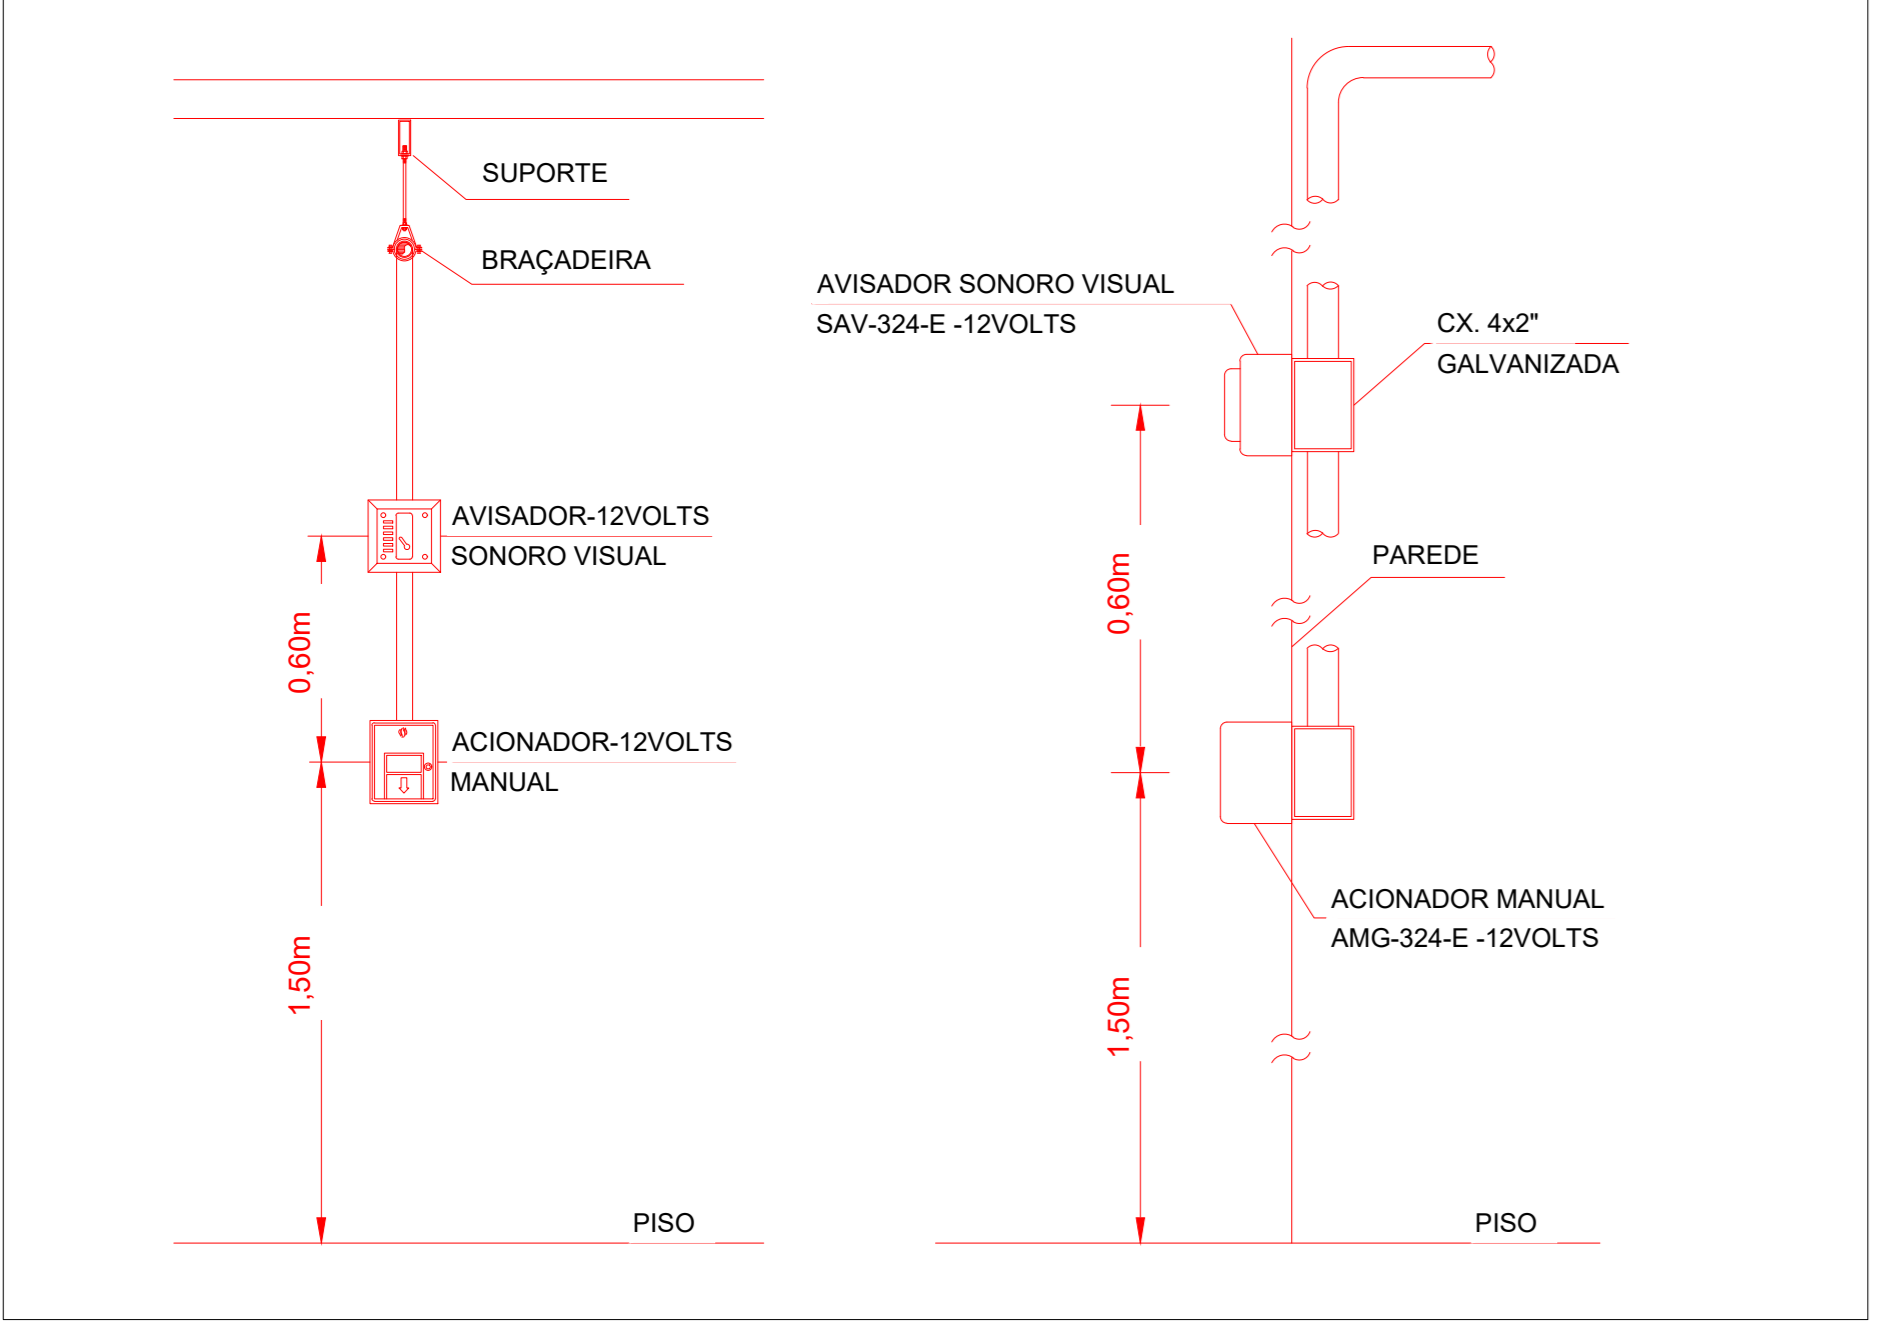 SUPORTE
BRAÇADEIRA
AVISADOR-12VOLTS
SONORO VISUAL
0,60m
ACIONADOR-12VOLTS
MANUAL
1,50m
PISO
AVISADOR SONORO VISUAL
SAV-324-E -12VOLTS
CX. 4x2"
GALVANIZADA
PAREDE
0,60m
ACIONADOR MANUAL
AMG-324-E -12VOLTS
1,50m
PISO